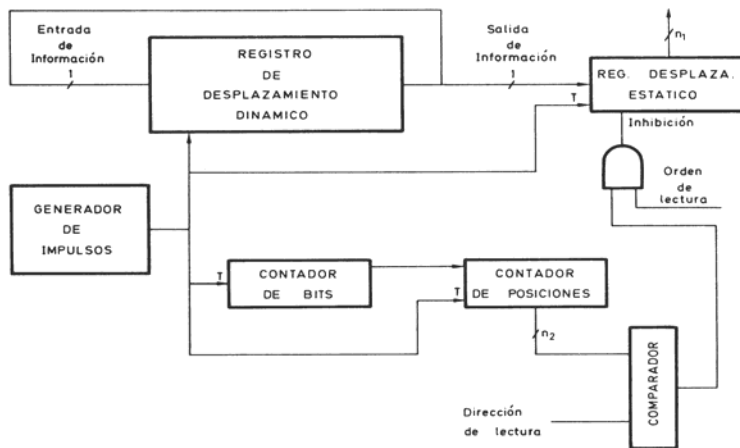 Entrada
de
Información
1
REGISTRO
DE
DESPLAZAMIENTO
DINAMICO
Salida
de
Información
1
n1
REG. DESPLAZA.
ESTATICO
T
Inhibición
Orden
de
lectura
GENERADOR
DE
IMPULSOS
T
CONTADOR
DE BITS
T
CONTADOR
DE POSICIONES
n2
COMPARADOR
Dirección
de lectura